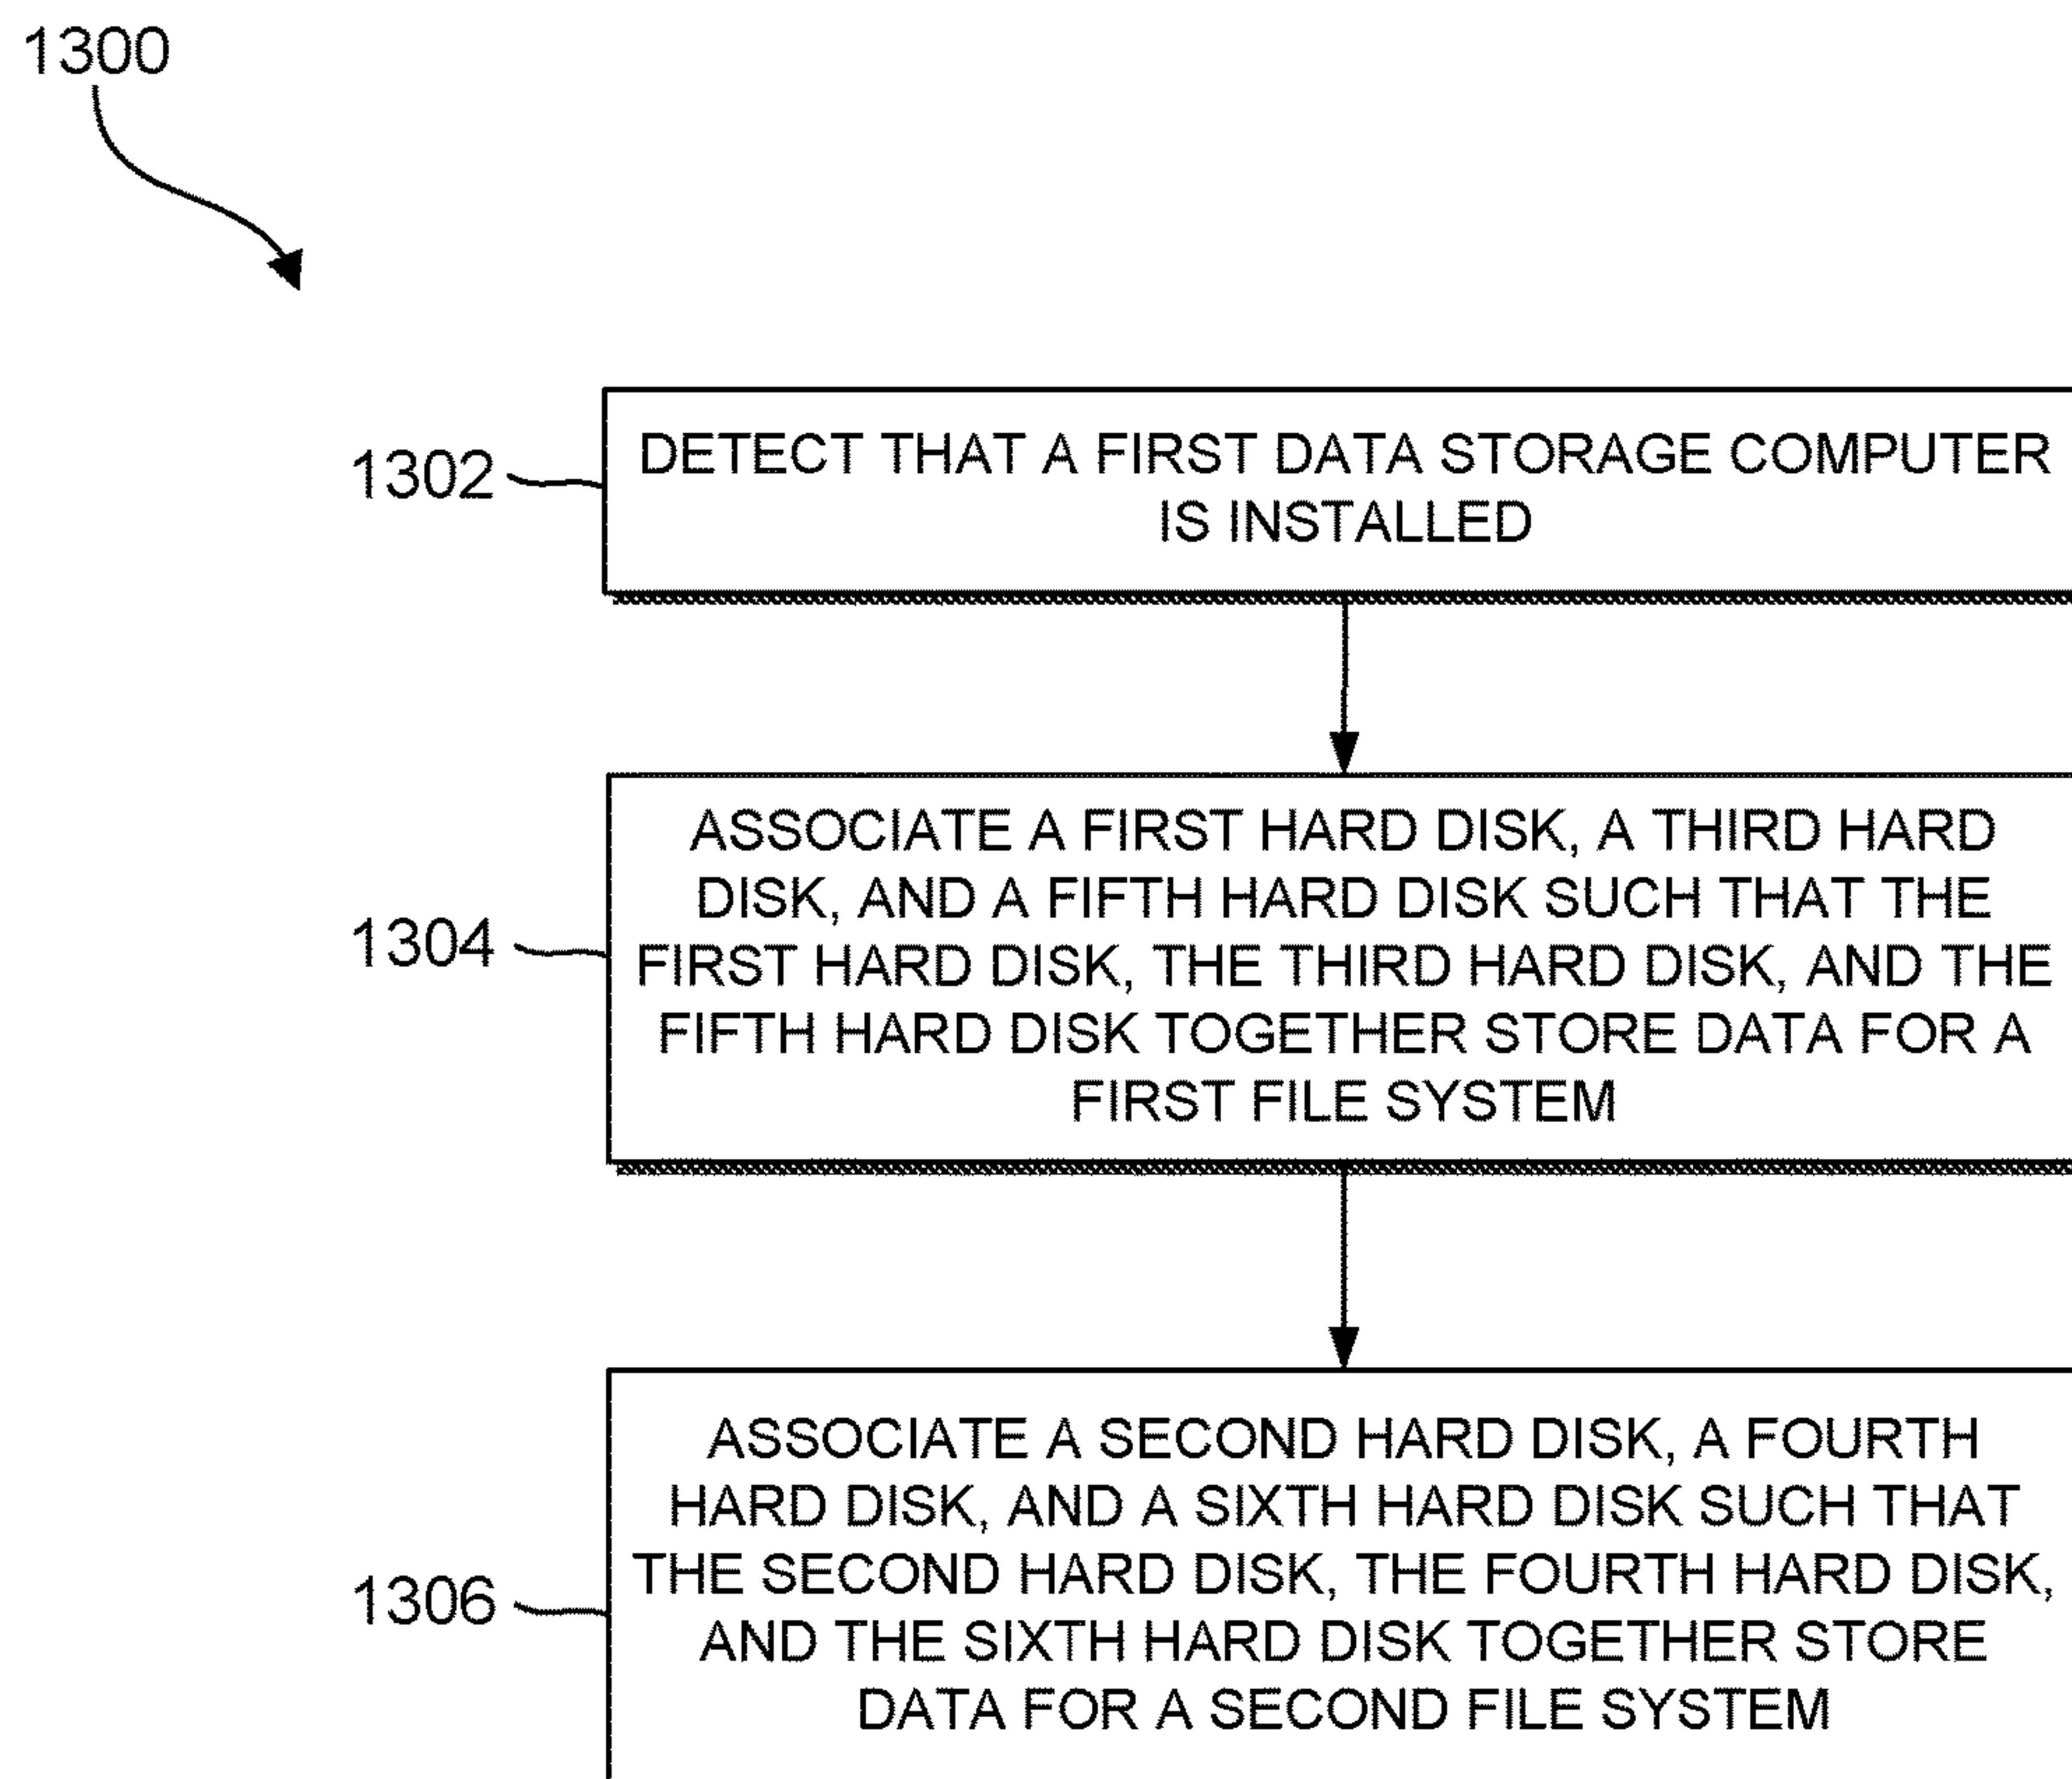 1300
1302
DETECT THAT A FIRST DATA STORAGE COMPUTER
IS INSTALLED
1304
ASSOCIATE A FIRST HARD DISK, A THIRD HARD
DISK, AND A FIFTH HARD DISK SUCH THAT THE
FIRST HARD DISK, THE THIRD HARD DISK, AND THE
FIFTH HARD DISK TOGETHER STORE DATA FOR A
FIRST FILE SYSTEM
1306
ASSOCIATE A SECOND HARD DISK, A FOURTH
HARD DISK, AND A SIXTH HARD DISK SUCH THAT
THE SECOND HARD DISK, THE FOURTH HARD DISK,
AND THE SIXTH HARD DISK TOGETHER STORE
DATA FOR A SECOND FILE SYSTEM